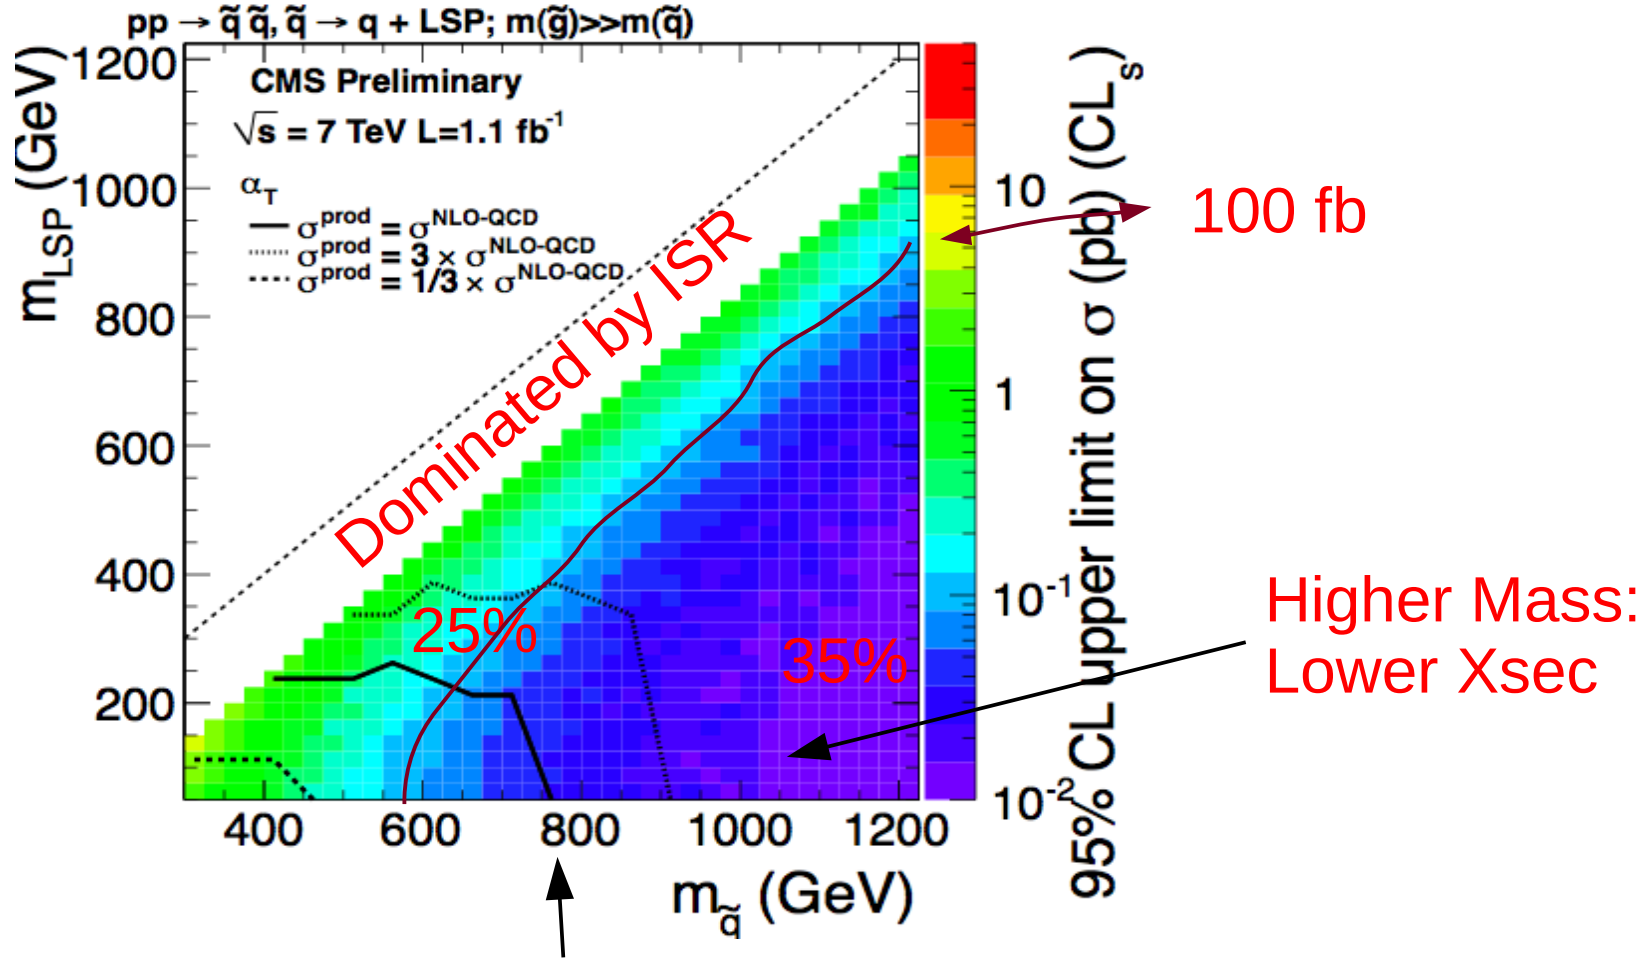 pp → q̃ q̃, q̃ → q + LSP; m(g̃)>>m(q̃)
m_LSP (GeV)
1200
1000
800
600
400
200
CMS Preliminary
√s = 7 TeV L=1.1 fb⁻¹
α_T
σ^prod = σ^NLO-QCD
σ^prod = 3 × σ^NLO-QCD
σ^prod = 1/3 × σ^NLO-QCD
Dominated by ISR
25%
35%
400 600 800 1000 1200
m_q̃ (GeV)
10
1
10⁻¹
10⁻²
95% CL upper limit on σ (pb) (CL_s)
100 fb
Higher Mass:
Lower Xsec